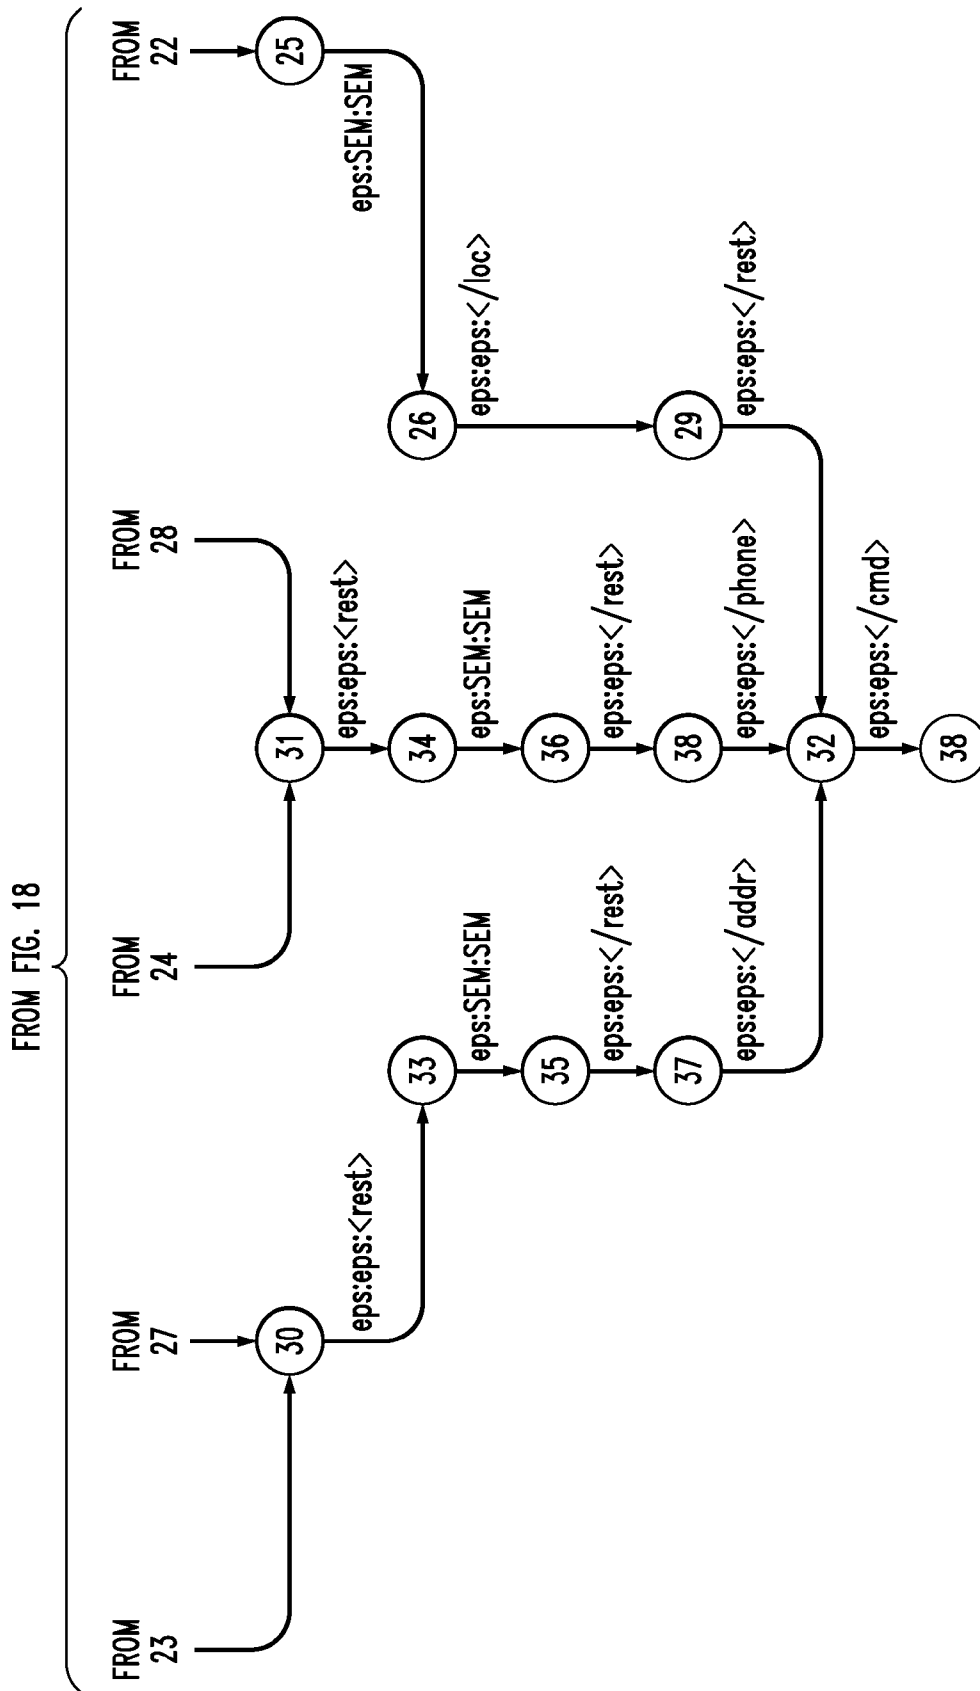 FROM FIG. 18
FROM
23
FROM
27
FROM
24
FROM
28
FROM
22
30
31
25
eps:eps:<rest>
eps:eps:<rest>
eps:SEM:SEM
33
34
26
eps:SEM:SEM
eps:SEM:SEM
eps:eps:</loc>
35
36
eps:eps:</rest>
eps:eps:</rest>
37
38
29
eps:eps:</addr>
eps:eps:</phone>
eps:eps:</rest>
32
eps:eps:</cmd>
38